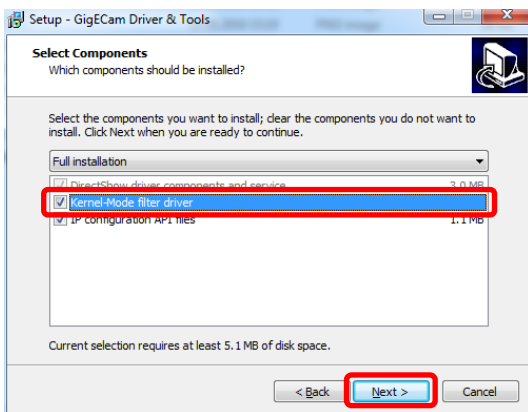 Setup - GigECam Driver & Tools
Select Components
Which components should be installed?
Select the components you want to install; clear the components you do not want to
install. Click Next when you are ready to continue.
Full installation
DirectShow driver components and service 3.0 MB
Kernel-Mode filter driver
IP configuration API files 1.1 MB
Current selection requires at least 5.1 MB of disk space.
< Back Next > Cancel